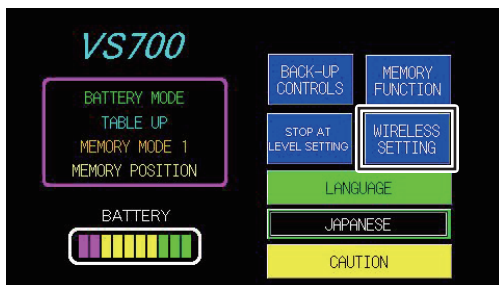 VS700
BATTERY MODE
TABLE UP
MEMORY MODE 1
MEMORY POSITION
BATTERY
BACK-UP
CONTROLS
MEMORY
FUNCTION
STOP AT
LEVEL SETTING
WIRELESS
SETTING
LANGUAGE
JAPANESE
CAUTION